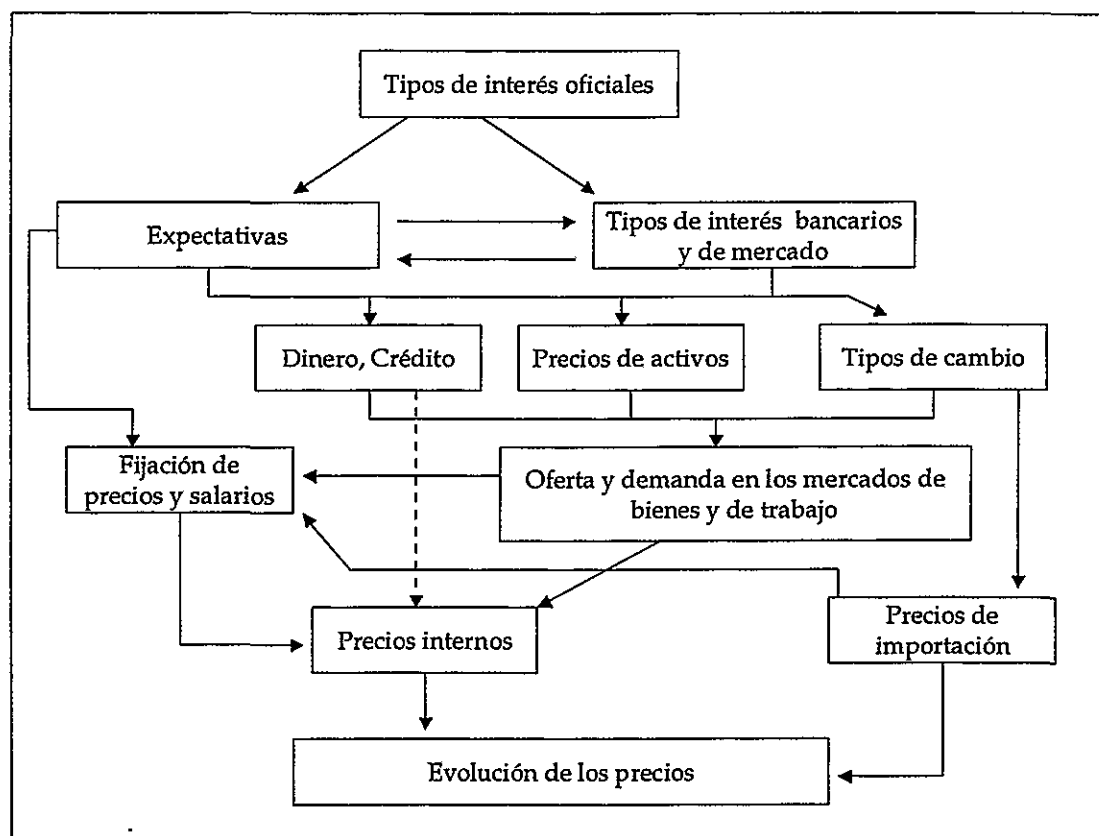 Tipos de interés oficiales
Expectativas
Tipos de interés bancarios
y de mercado
Dinero, Crédito
Precios de activos
Tipos de cambio
Fijación de
precios y salarios
Oferta y demanda en los mercados de
bienes y de trabajo
Precios internos
Precios de
importación
Evolución de los precios